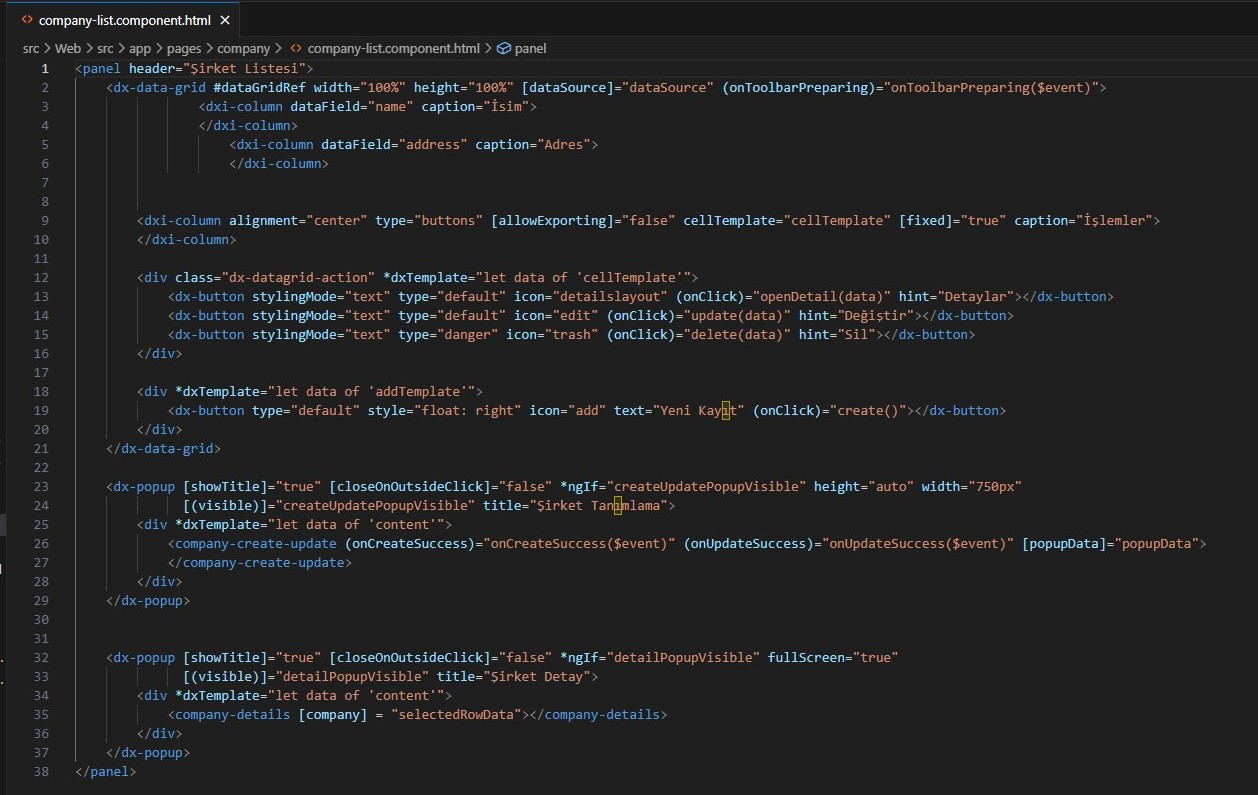 company-list.component.html
src > Web > src > app > pages > company > company-list.component.html > panel
1 <panel header="Şirket Listesi">
2 <dx-data-grid #dataGridRef width="100%" height="100%" [dataSource]="dataSource" (onToolbarPreparing)="onToolbarPreparing($event)">
3 <dxi-column dataField="name" caption="İsim">
4 </dxi-column>
5 <dxi-column dataField="address" caption="Adres">
6 </dxi-column>
7
8
9 <dxi-column alignment="center" type="buttons" [allowExporting]="false" cellTemplate="cellTemplate" [fixed]="true" caption="İşlemler">
10 </dxi-column>
11
12 <div class="dx-datagrid-action" *dxTemplate="let data of 'cellTemplate'">
13 <dx-button stylingMode="text" type="default" icon="detailslayout" (onClick)="openDetail(data)" hint="Detaylar"></dx-button>
14 <dx-button stylingMode="text" type="default" icon="edit" (onClick)="update(data)" hint="Değiştir"></dx-button>
15 <dx-button stylingMode="text" type="danger" icon="trash" (onClick)="delete(data)" hint="Sil"></dx-button>
16 </div>
17
18 <div *dxTemplate="let data of 'addTemplate'">
19 <dx-button type="default" style="float: right" icon="add" text="Yeni Kayıt" (onClick)="create()"></dx-button>
20 </div>
21 </dx-data-grid>
22
23 <dx-popup [showTitle]="true" [closeOnOutsideClick]="false" *ngIf="createUpdatePopupVisible" height="auto" width="750px"
24 [(visible)]="createUpdatePopupVisible" title="Şirket Tanımlama">
25 <div *dxTemplate="let data of 'content'">
26 <company-create-update (onCreateSuccess)="onCreateSuccess($event)" (onUpdateSuccess)="onUpdateSuccess($event)" [popupData]="popupData">
27 </company-create-update>
28 </div>
29 </dx-popup>
30
31
32 <dx-popup [showTitle]="true" [closeOnOutsideClick]="false" *ngIf="detailPopupVisible" fullScreen="true"
33 [(visible)]="detailPopupVisible" title="Şirket Detay">
34 <div *dxTemplate="let data of 'content'">
35 <company-details [company] = "selectedRowData"></company-details>
36 </div>
37 </dx-popup>
38 </panel>